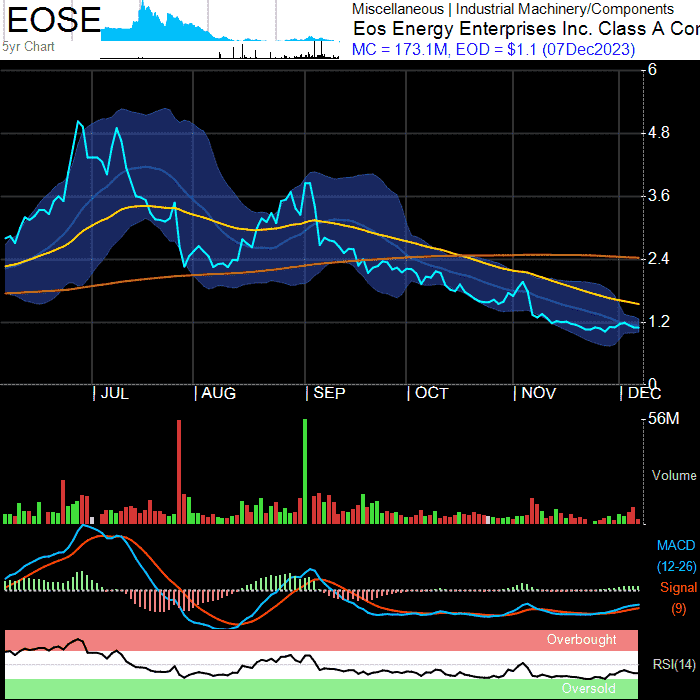 EOSE
5yr Chart
Miscellaneous | Industrial Machinery/Components
Eos Energy Enterprises Inc. Class A Cor
MC = 173.1M, EOD = $1.1 (07Dec2023)
6
4.8
3.6
2.4
1.2
0
JUL
AUG
SEP
OCT
NOV
DEC
56M
Volume
MACD
(12-26)
Signal
(9)
Overbought
RSI(14)
Oversold